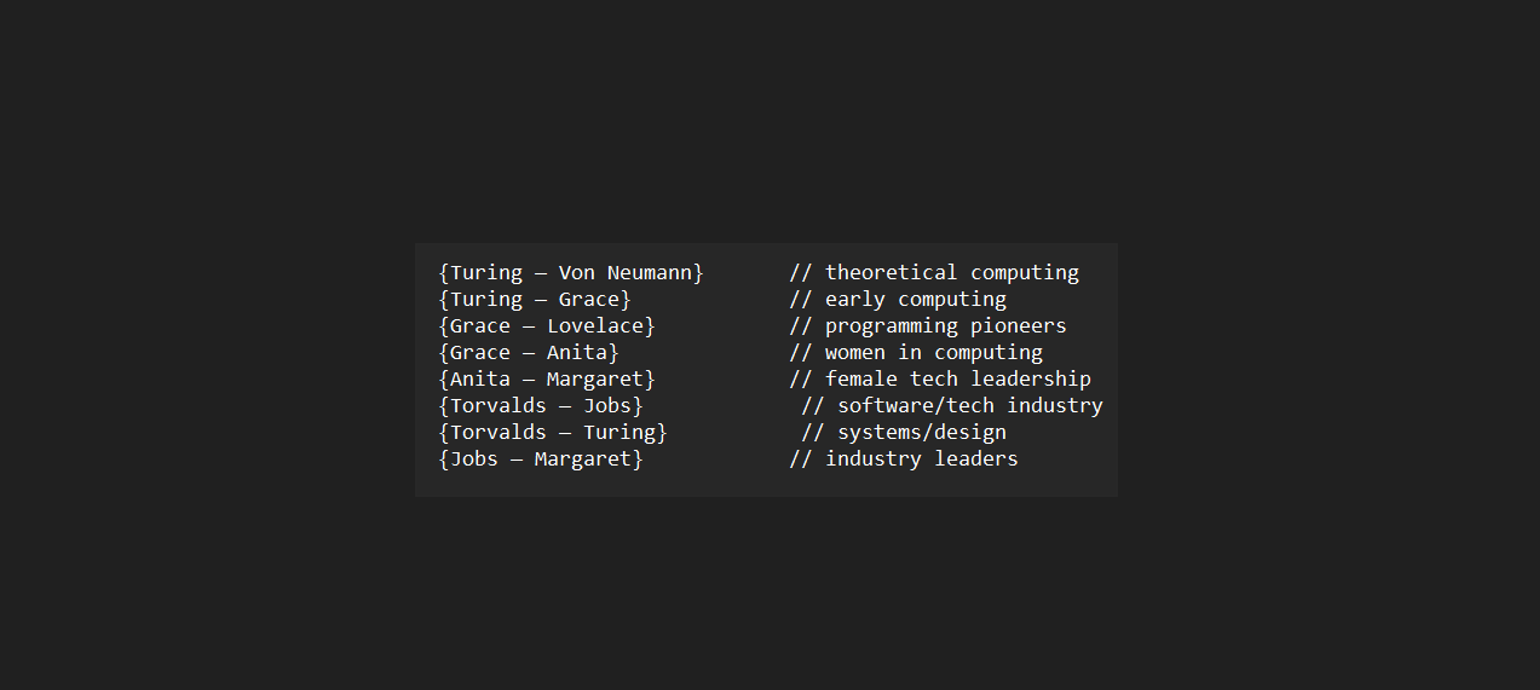 {Turing — Von Neumann}       // theoretical computing
{Turing — Grace}             // early computing
{Grace — Lovelace}           // programming pioneers
{Grace — Anita}              // women in computing
{Anita — Margaret}           // female tech leadership
{Torvalds — Jobs}             // software/tech industry
{Torvalds — Turing}           // systems/design
{Jobs — Margaret}            // industry leaders